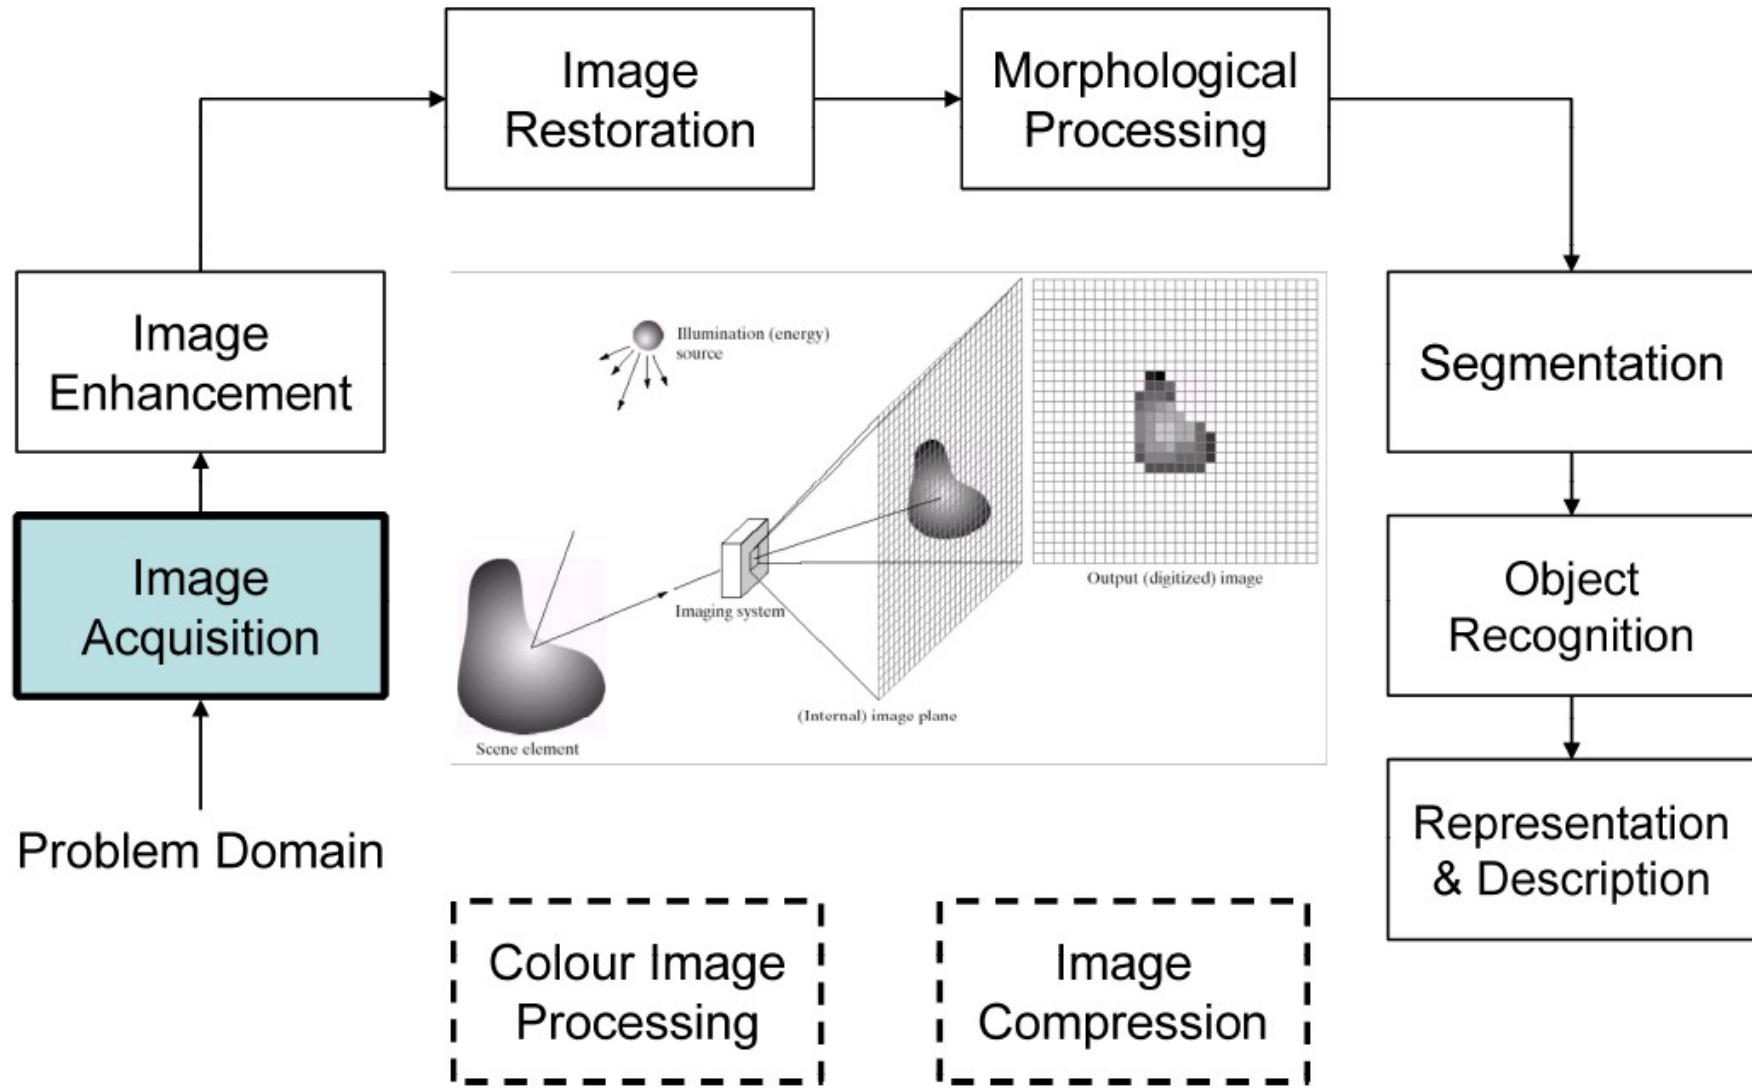 Image
Restoration
Morphological
Processing
Image
Enhancement
Illumination (energy)
source
Segmentation
Image
Acquisition
Output (digitized) image
Imaging system
Object
Recognition
(Internal) image plane
Scene element
Problem Domain
Representation
& Description
Colour Image
Processing
Image
Compression